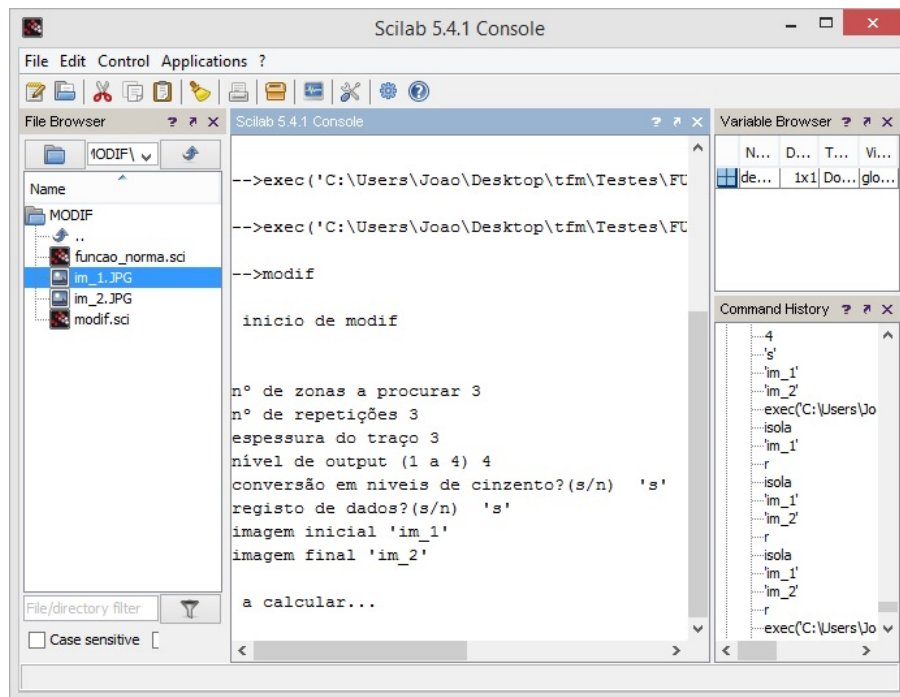 Scilab 5.4.1 Console
File Edit Control Applications ?
File Browser
MODIF\
Name
MODIF
..
funcao_norma.sci
im_1.JPG
im_2.JPG
modif.sci
File/directory filter
Case sensitive
Scilab 5.4.1 Console
-->exec('C:\Users\Joao\Desktop\tfm\Testes\FU
-->exec('C:\Users\Joao\Desktop\tfm\Testes\FU
-->modif
inicio de modif
nº de zonas a procurar 3
nº de repetições 3
espessura do traço 3
nível de output (1 a 4) 4
conversão em niveis de cinzento?(s/n) 's'
registo de dados?(s/n) 's'
imagem inicial 'im_1'
imagem final 'im_2'
a calcular...
Variable Browser
N... D... T... Vi...
de... 1x1 Do... glo...
Command History
4
's'
'im_1'
'im_2'
exec('C:\Users\Jo
isola
'im_1'
r
isola
'im_1'
'im_2'
r
isola
'im_1'
'im_2'
r
exec('C:\Users\Jo